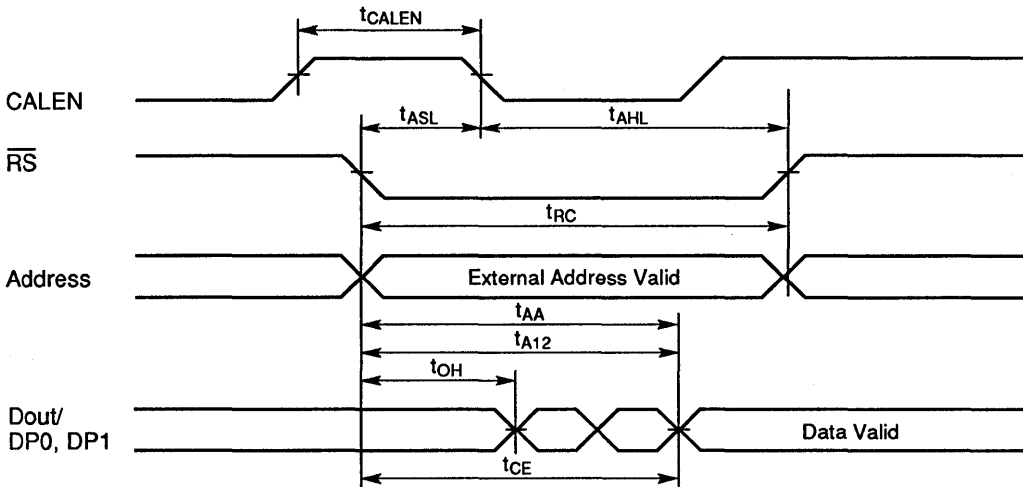 tCALEN
CALEN
tASL
tAHL
RS
tRC
Address
External Address Valid
tAA
tA12
tOH
Dout/
DP0, DP1
Data Valid
tCE